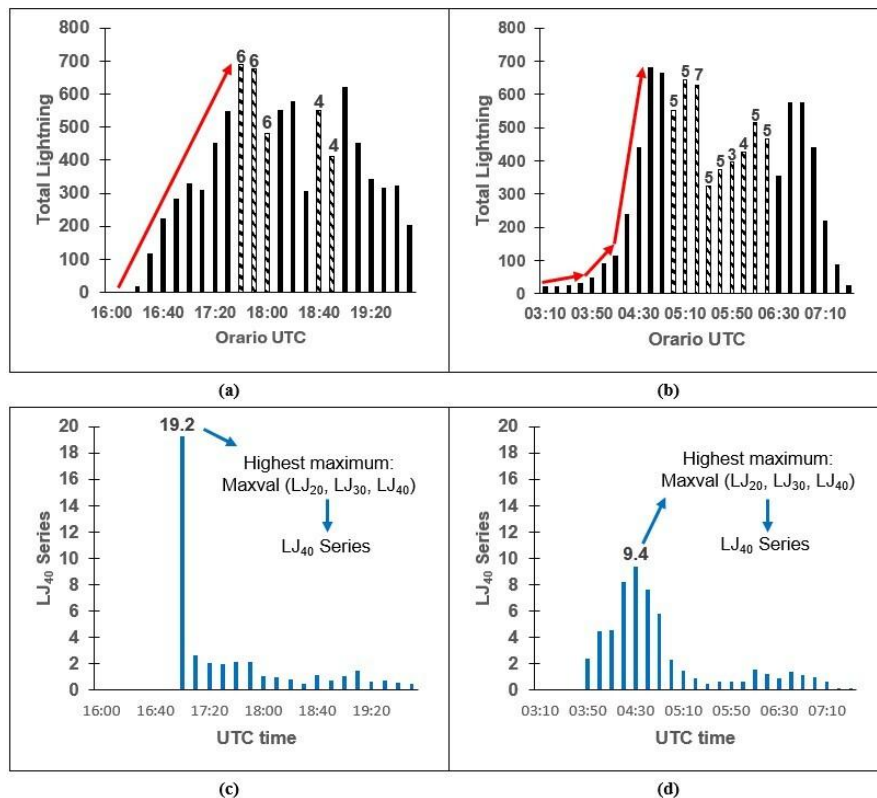 800
700
600
500
400
300
200
100
0
Total Lightning
6 6
6
4
4
16:00 16:40 17:20 18:00 18:40 19:20
Orario UTC
(a)
800
700
600
500
400
300
200
100
0
Total Lightning
5 5 7
5 5 3 4 5 5
03:10 03:50 04:30 05:10 05:50 06:30 07:10
Orario UTC
(b)
20
18
16
14
12
10
8
6
4
2
0
LJ40 Series
19.2
Highest maximum:
Maxval (LJ20, LJ30, LJ40)
LJ40 Series
16:00 16:40 17:20 18:00 18:40 19:20
UTC time
(c)
20
18
16
14
12
10
8
6
4
2
0
LJ40 Series
9.4
Highest maximum:
Maxval (LJ20, LJ30, LJ40)
LJ40 Series
03:10 03:50 04:30 05:10 05:50 06:30 07:10
UTC time
(d)